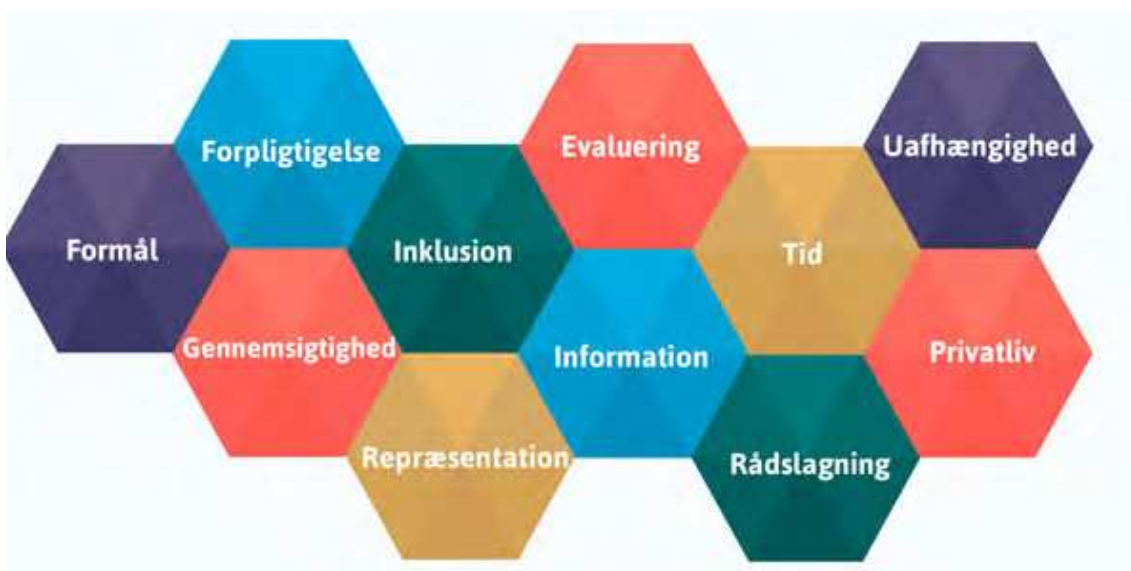 Formål
Forpligtigelse
Gennemsigtighed
Inklusion
Repræsentation
Evaluering
Information
Tid
Rådslagning
Uafhængighed
Privatliv